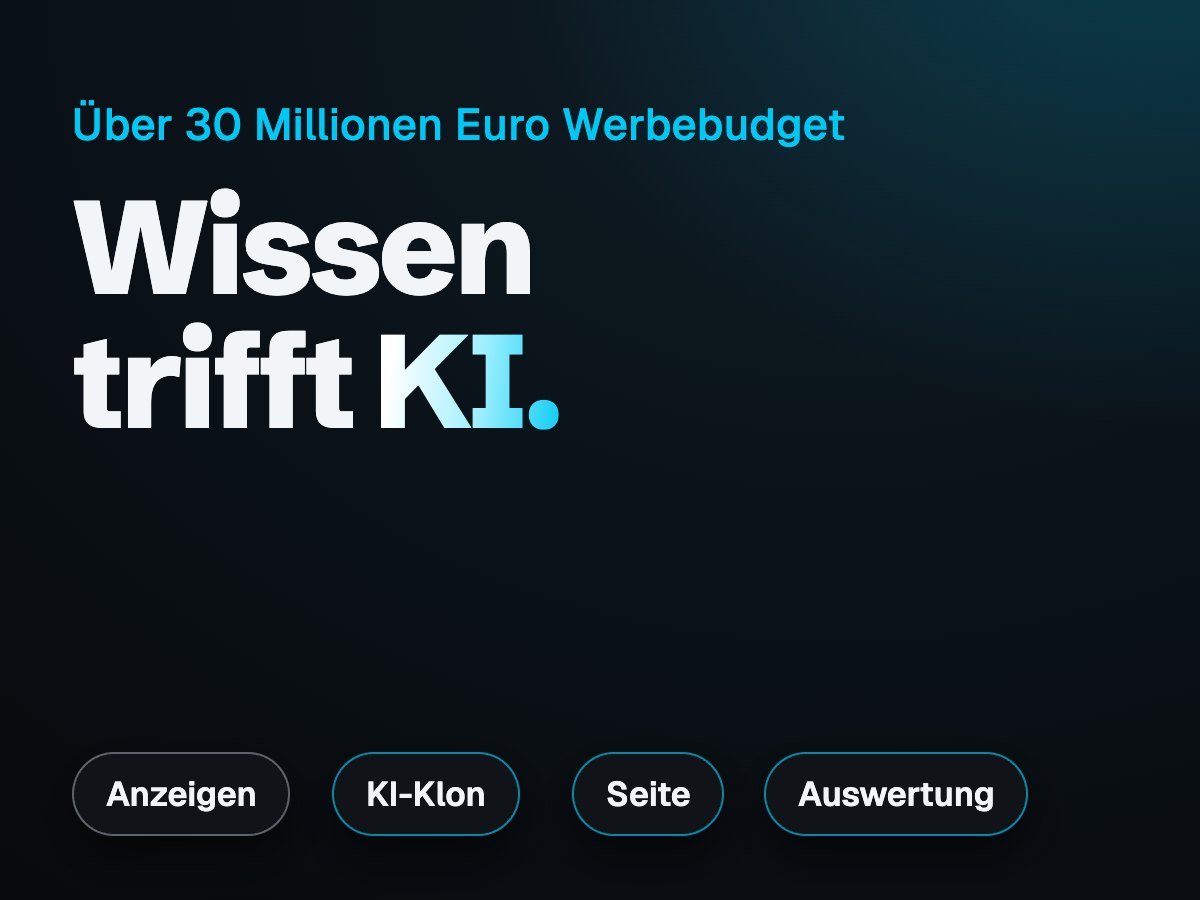 Über 30 Millionen Euro Werbebudget
Wissen
trifft KI.
Anzeigen
KI-Klon
Seite
Auswertung